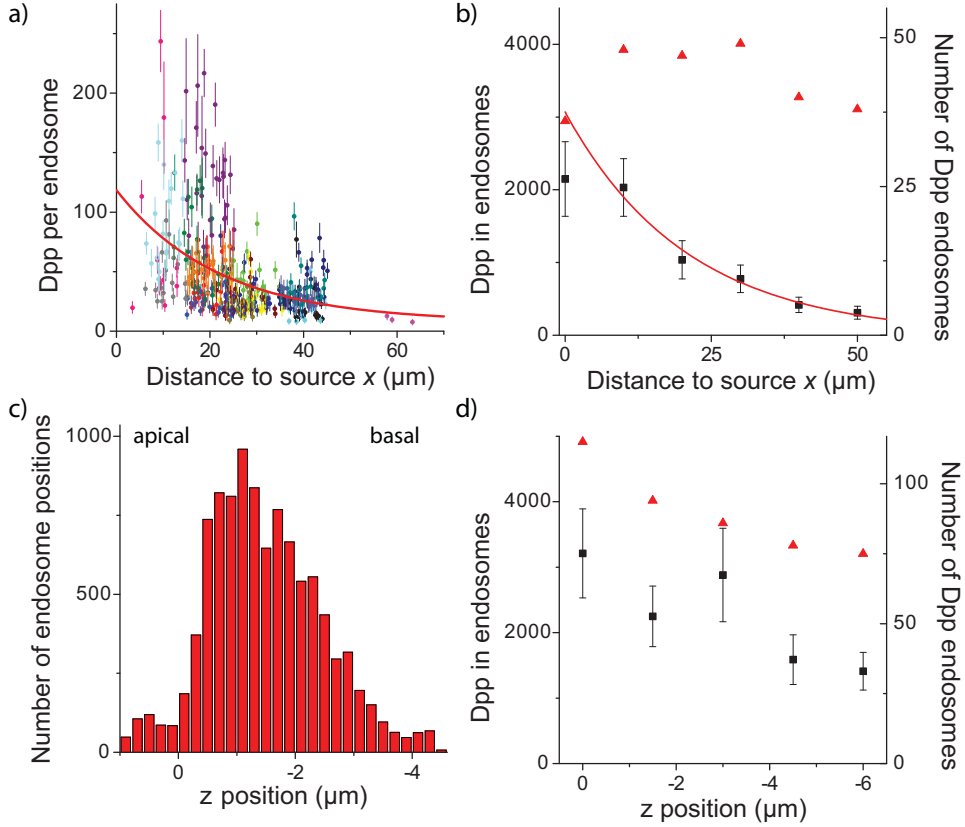 a)
Dpp per endosome
200
100
0
0
20
40
60
Distance to source x (µm)
b)
Dpp in endosomes
4000
2000
0
0
25
50
Distance to source x (µm)
50
25
0
Number of Dpp endosomes
c)
apical
basal
Number of endosome positions
1000
500
0
0
-2
-4
z position (µm)
d)
Dpp in endosomes
4000
2000
0
0
-2
-4
-6
z position (µm)
100
50
0
Number of Dpp endosomes